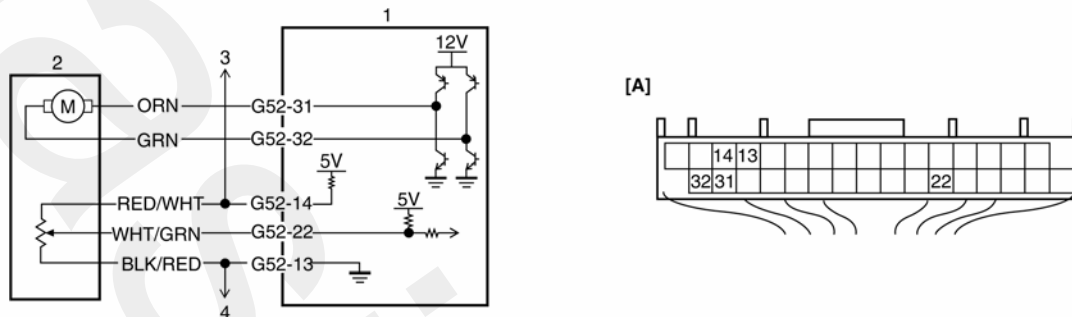 1
12V
2
3
M
ORN
G52-31
GRN
G52-32
5V
5V
RED/WHT
G52-14
WHT/GRN
G52-22
BLK/RED
G52-13
4
[A]
14 13
32 31 22